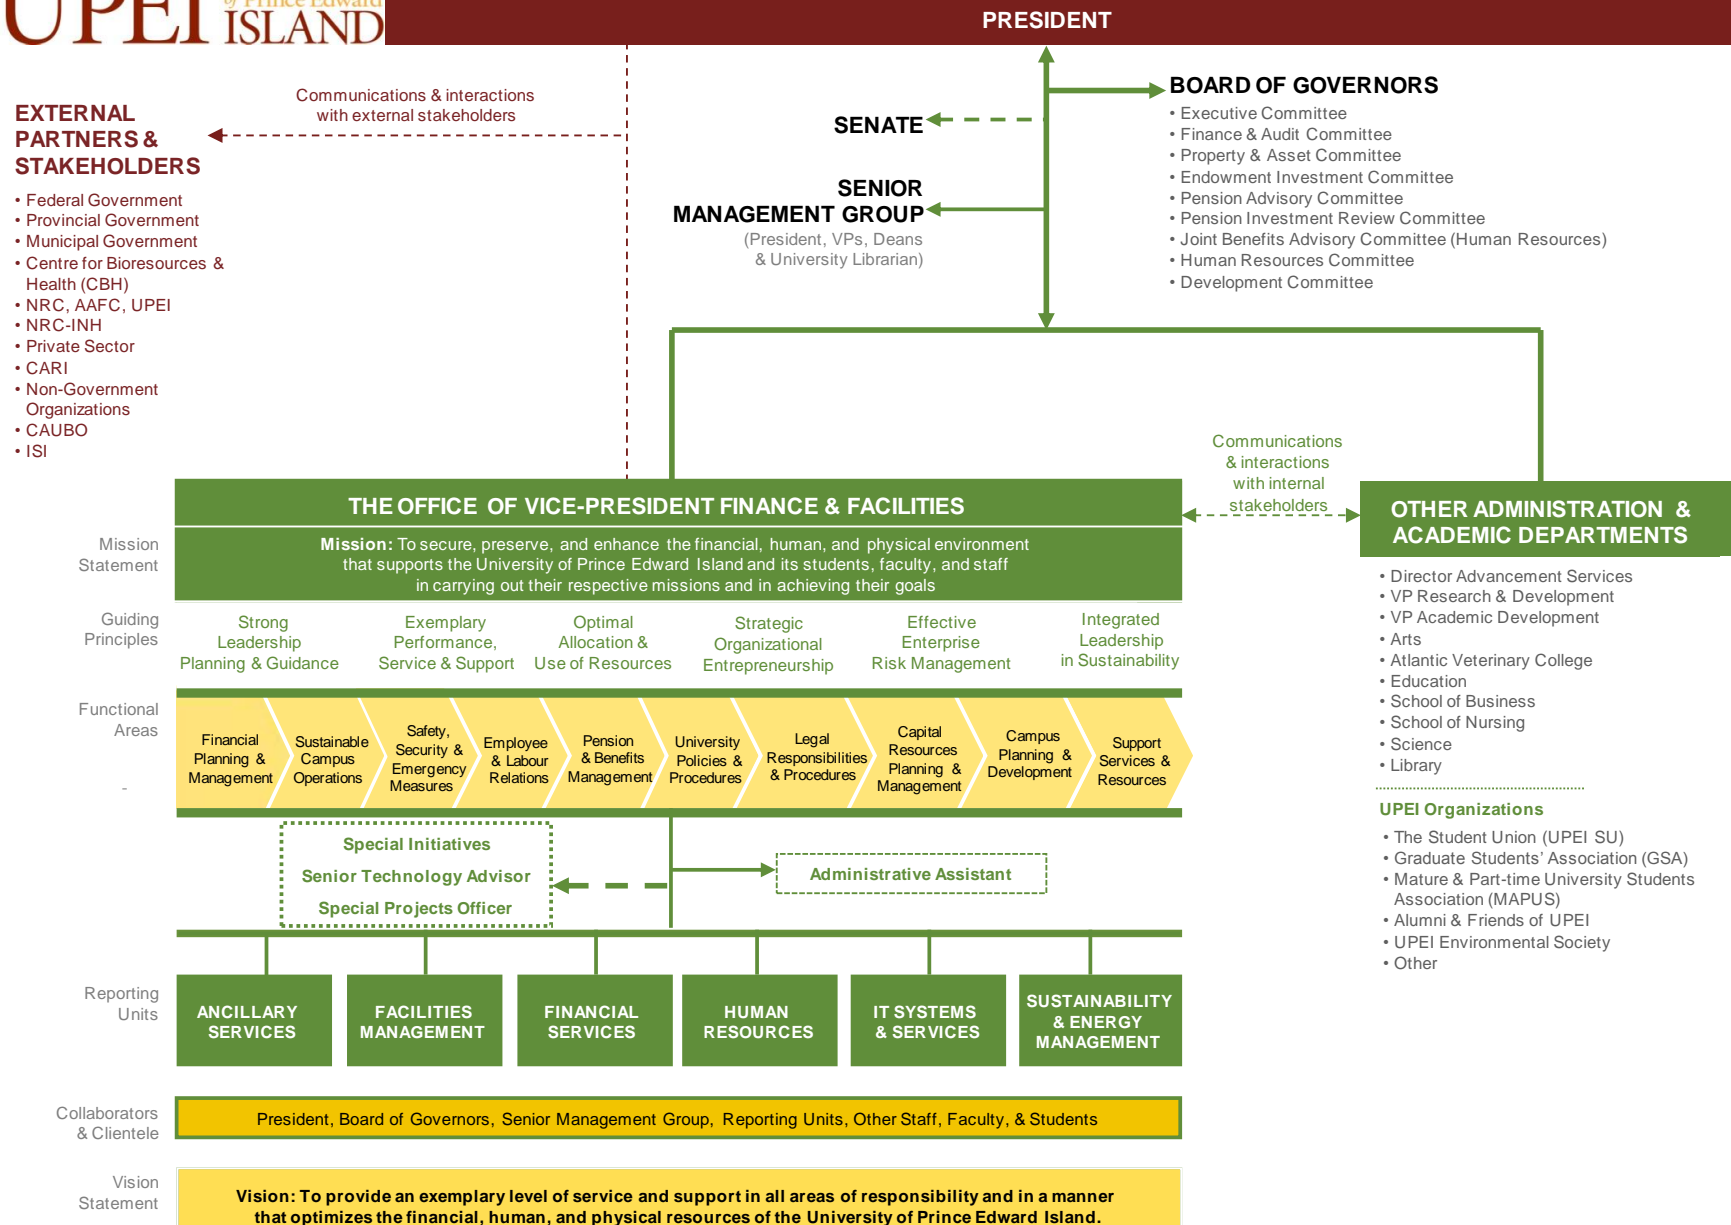 UPEI
of Prince Edward
ISLAND
PRESIDENT
EXTERNAL
PARTNERS &
STAKEHOLDERS
• Federal Government
• Provincial Government
• Municipal Government
• Centre for Bioresources &
Health (CBH)
• NRC, AAFC, UPEI
• NRC-INH
• Private Sector
• CARI
• Non-Government
Organizations
• CAUBO
• ISI
Communications & interactions
with external stakeholders
SENATE
SENIOR
MANAGEMENT GROUP
(President, VPs, Deans
& University Librarian)
BOARD OF GOVERNORS
• Executive Committee
• Finance & Audit Committee
• Property & Asset Committee
• Endowment Investment Committee
• Pension Advisory Committee
• Pension Investment Review Committee
• Joint Benefits Advisory Committee (Human Resources)
• Human Resources Committee
• Development Committee
Communications
& interactions
with internal
stakeholders
THE OFFICE OF VICE-PRESIDENT FINANCE & FACILITIES
Mission
Statement
Mission: To secure, preserve, and enhance the financial, human, and physical environment
that supports the University of Prince Edward Island and its students, faculty, and staff
in carrying out their respective missions and in achieving their goals
Guiding
Principles
Strong
Leadership
Planning & Guidance
Exemplary
Performance,
Service & Support
Optimal
Allocation &
Use of Resources
Strategic
Organizational
Entrepreneurship
Effective
Enterprise
Risk Management
Integrated
Leadership
in Sustainability
Functional
Areas
-
Financial
Planning &
Management
Sustainable
Campus
Operations
Safety,
Security &
Emergency
Measures
Employee
& Labour
Relations
Pension
& Benefits
Management
University
Policies &
Procedures
Legal
Responsibilities
& Procedures
Capital
Resources
Planning &
Management
Campus
Planning &
Development
Support
Services &
Resources
Special Initiatives
Senior Technology Advisor
Special Projects Officer
Administrative Assistant
Reporting
Units
ANCILLARY
SERVICES
FACILITIES
MANAGEMENT
FINANCIAL
SERVICES
HUMAN
RESOURCES
IT SYSTEMS
& SERVICES
SUSTAINABILITY
& ENERGY
MANAGEMENT
Collaborators
& Clientele
President, Board of Governors, Senior Management Group, Reporting Units, Other Staff, Faculty, & Students
Vision
Statement
Vision: To provide an exemplary level of service and support in all areas of responsibility and in a manner
that optimizes the financial, human, and physical resources of the University of Prince Edward Island.
OTHER ADMINISTRATION &
ACADEMIC DEPARTMENTS
• Director Advancement Services
• VP Research & Development
• VP Academic Development
• Arts
• Atlantic Veterinary College
• Education
• School of Business
• School of Nursing
• Science
• Library
UPEI Organizations
• The Student Union (UPEI SU)
• Graduate Students' Association (GSA)
• Mature & Part-time University Students
Association (MAPUS)
• Alumni & Friends of UPEI
• UPEI Environmental Society
• Other